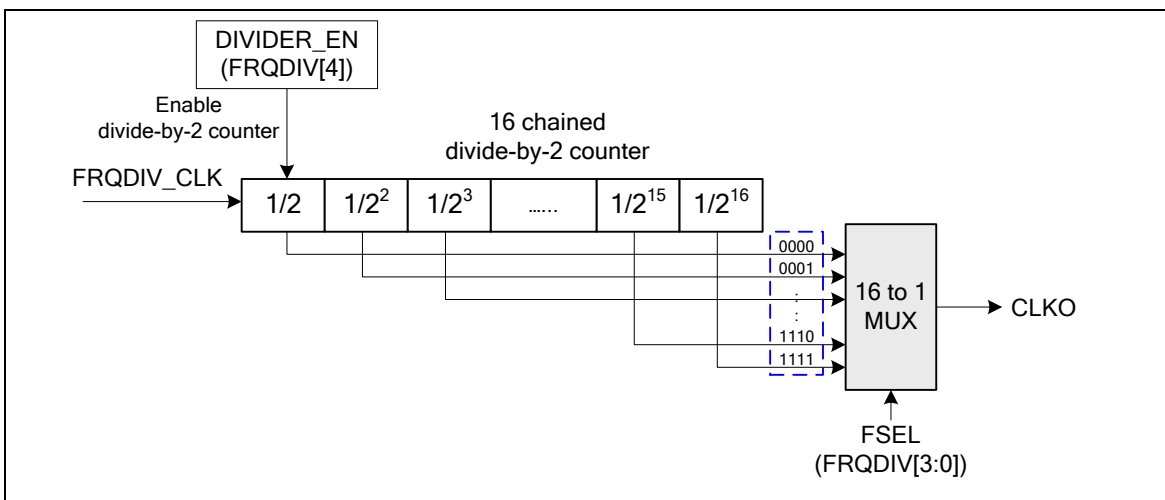 DIVIDER_EN
(FRQDIV[4])
Enable
divide-by-2 counter
16 chained
divide-by-2 counter
FRQDIV_CLK
1/2 1/2² 1/2³ ...... 1/2¹⁵ 1/2¹⁶
0000
0001
:
:
1110
1111
16 to 1
MUX
CLKO
FSEL
(FRQDIV[3:0])